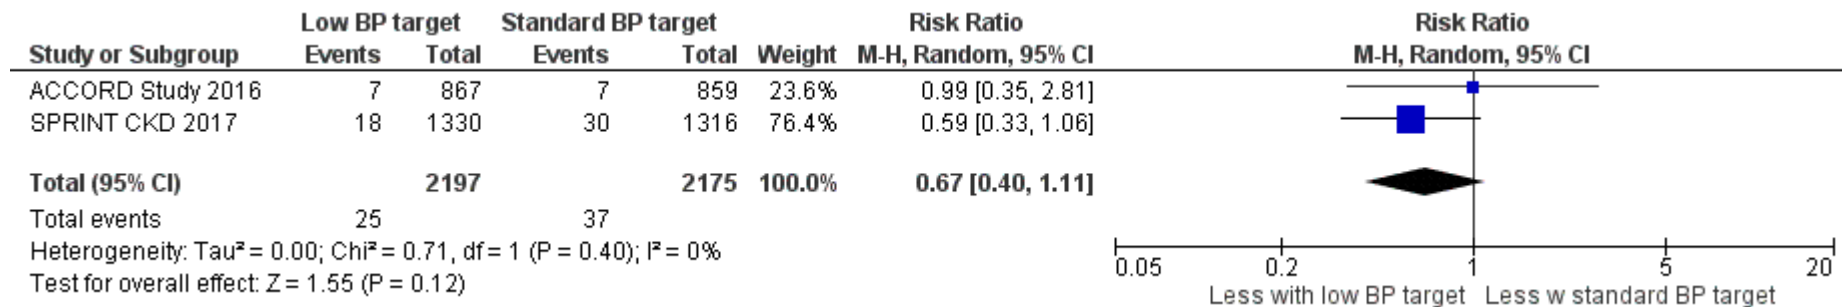 Low BP target Standard BP target Risk Ratio Risk Ratio
Study or Subgroup Events Total Events Total Weight M-H, Random, 95% CI M-H, Random, 95% CI
ACCORD Study 2016 7 867 7 859 23.6% 0.99 [0.35, 2.81]
SPRINT CKD 2017 18 1330 30 1316 76.4% 0.59 [0.33, 1.06]
Total (95% CI) 2197 2175 100.0% 0.67 [0.40, 1.11]
Total events 25 37
Heterogeneity: Tau² = 0.00; Chi² = 0.71, df = 1 (P = 0.40); I² = 0%
Test for overall effect: Z = 1.55 (P = 0.12)
0.05 0.2 1 5 20
Less with low BP target Less w standard BP target